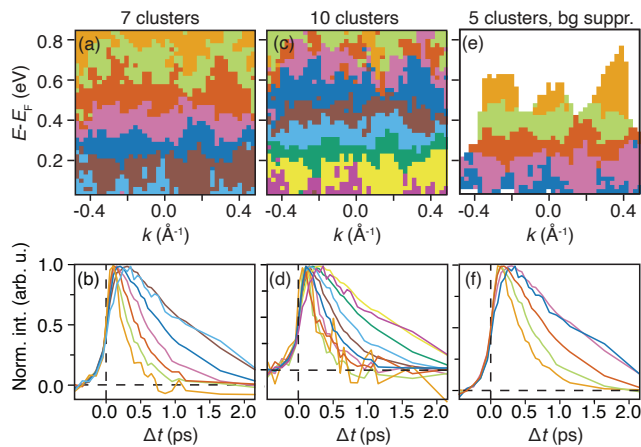 7 clusters
10 clusters
5 clusters, bg suppr.
(a)
(c)
(e)
E-E_F (eV)
0.8
0.6
0.4
0.2
-0.4
0.0
0.4
-0.4
0.0
0.4
-0.4
0.0
0.4
k (Å⁻¹)
k (Å⁻¹)
k (Å⁻¹)
(b)
(d)
(f)
Norm. int. (arb. u.)
1.0
0.5
0.0
0.0
0.5
1.0
1.5
2.0
0.0
0.5
1.0
1.5
2.0
0.0
0.5
1.0
1.5
2.0
Δt (ps)
Δt (ps)
Δt (ps)